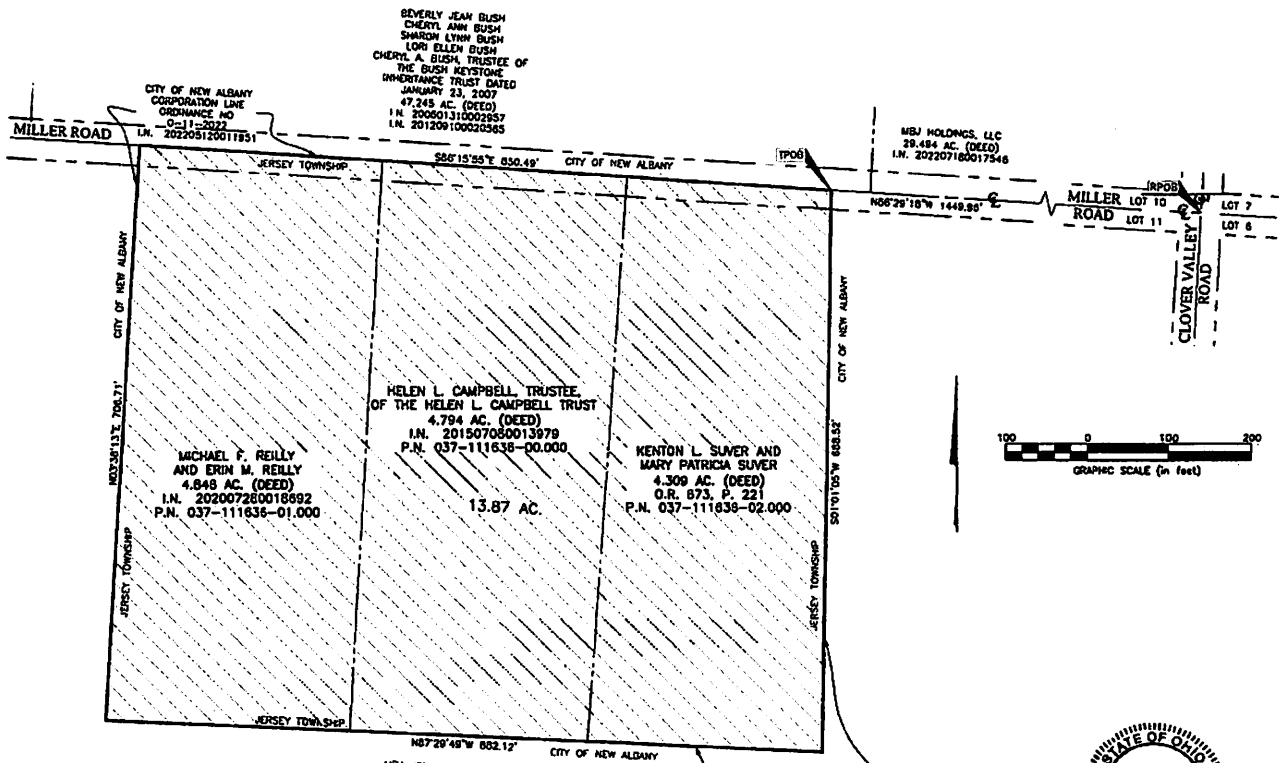 BEVERLY JEAN BUSH
CHERYL ANN BUSH
SHARON LYNN BUSH
LORI ELLEN BUSH
CHERYL A. BUSH, TRUSTEE OF
THE BUSH KEYSTONE
INHERITANCE TRUST DATED
JANUARY 23, 2007
47.245 AC. (DEED)
I.N. 200601310002957
I.N. 201209100020565
CITY OF NEW ALBANY
CORPORATION LINE
ORDINANCE NO
O-11-2022
I.N. 202205120011951
MILLER ROAD
MBJ HOLDINGS, LLC
29.484 AC. (DEED)
I.N. 202207180017546
JERSEY TOWNSHIP
S86°15'55"E 850.49'
CITY OF NEW ALBANY
TPOB
N86°29'18"W 1449.86'
MILLER
ROAD
LOT 10
LOT 11
RPOB
LOT 7
LOT 6
CLOVER VALLEY
ROAD
CITY OF NEW ALBANY
N03°38'13"E 706.71'
JERSEY TOWNSHIP
MICHAEL F. REILLY
AND ERIN M. REILLY
4.848 AC. (DEED)
I.N. 202007280018692
P.N. 037-111636-01.000
HELEN L. CAMPBELL, TRUSTEE,
OF THE HELEN L. CAMPBELL TRUST
4.794 AC. (DEED)
I.N. 201507080013979
P.N. 037-111636-00.000
13.87 AC.
KENTON L. SUVER AND
MARY PATRICIA SUVER
4.309 AC. (DEED)
O.R. 873, P. 221
P.N. 037-111636-02.000
CITY OF NEW ALBANY
S01°01'05"W 688.52'
JERSEY TOWNSHIP
100 0 100 200
GRAPHIC SCALE (in feet)
JERSEY TOWNSHIP
N87°29'49"W 882.12'
CITY OF NEW ALBANY
STATE OF OHIO